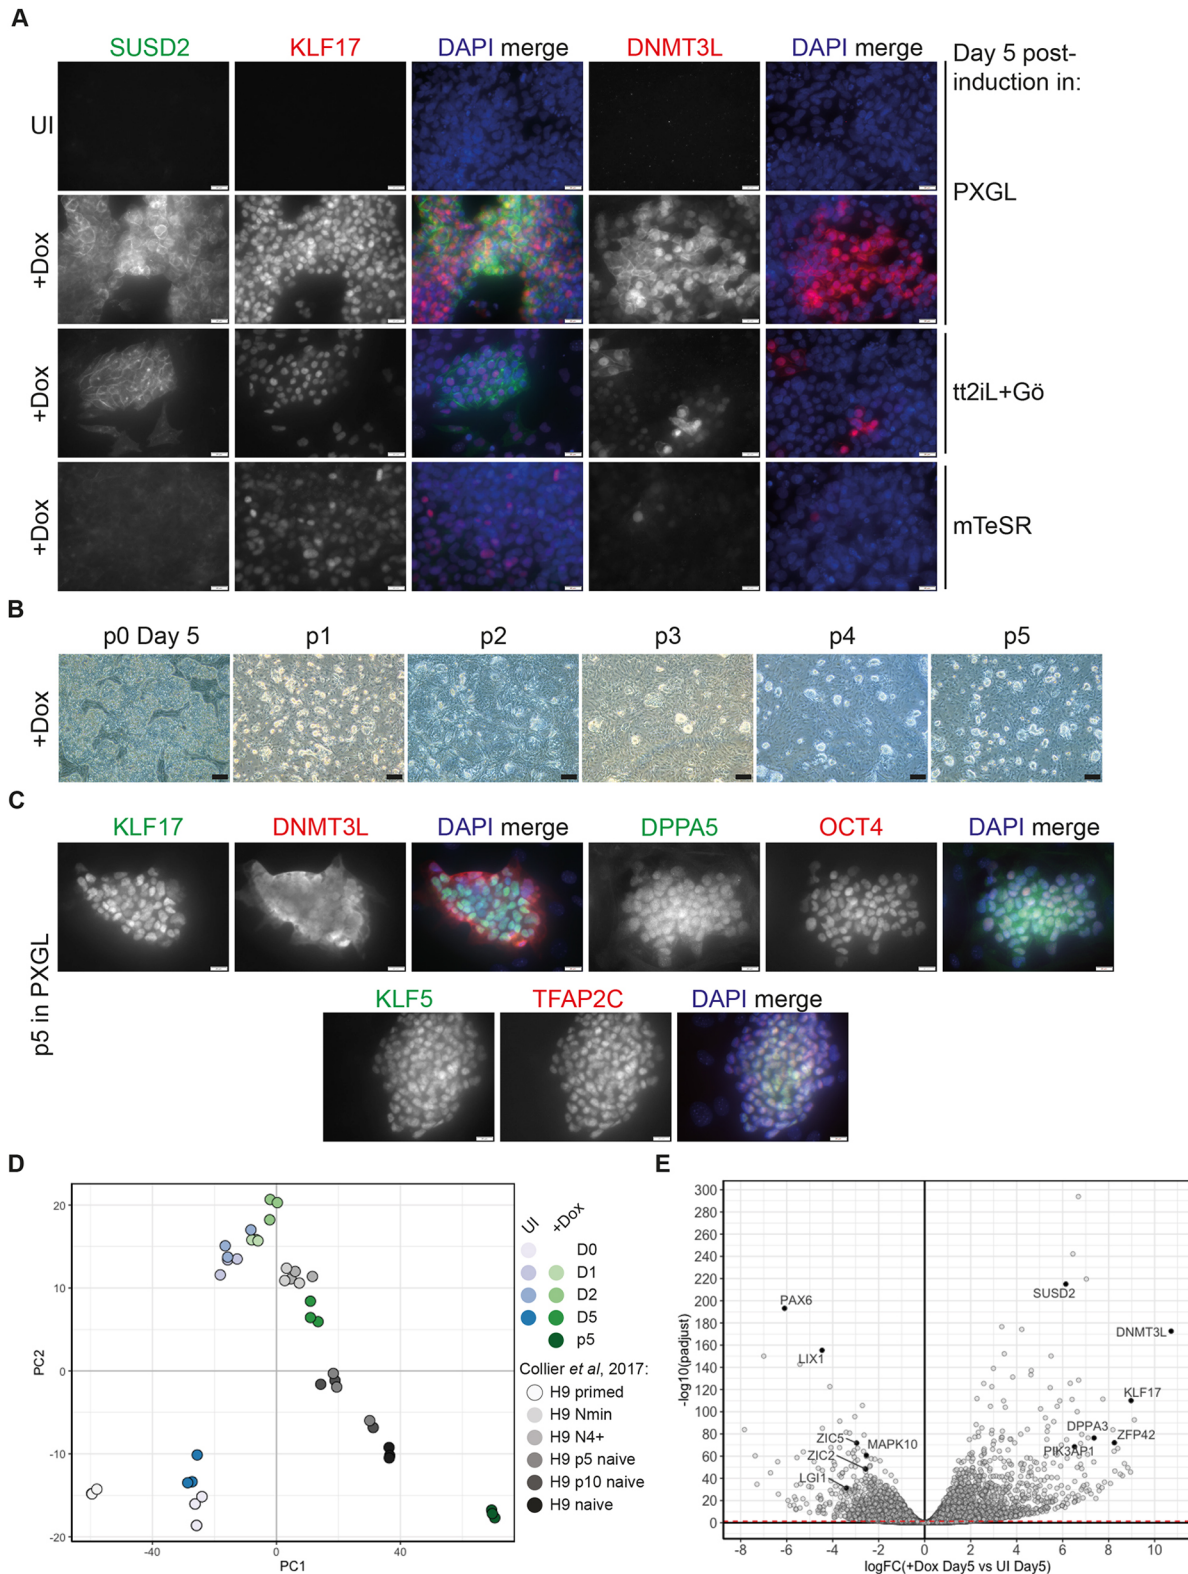 A
SUSD2 KLF17 DAPI merge DNMT3L DAPI merge
Day 5 post-
induction in:
UI
+Dox
PXGL
+Dox
tt2iL+Gö
+Dox
mTeSR
B
p0 Day 5 p1 p2 p3 p4 p5
+Dox
C
KLF17 DNMT3L DAPI merge DPPA5 OCT4 DAPI merge
p5 in PXGL
KLF5 TFAP2C DAPI merge
D
20
10
0
-10
-20
PC2
-40 0 40
PC1
UI +Dox
D0
D1
D2
D5
p5
Collier et al, 2017:
H9 primed
H9 Nmin
H9 N4+
H9 p5 naive
H9 p10 naive
H9 naive
E
300
290
280
260
240
220
200
180
160
140
120
100
80
60
40
20
0
-log10(padjust)
SUSD2
PAX6
DNMT3L
LIX1
KLF17
DPPA3
ZFP42
ZIC5
MAPK10
PIK3AP1
ZIC2
LGI1
-8 -6 -4 -2 0 2 4 6 8 10
logFC(+Dox Day5 vs UI Day5)